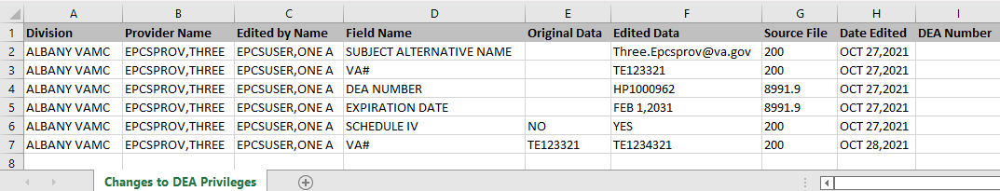 A B C D E F G H I
1 Division Provider Name Edited by Name Field Name Original Data Edited Data Source File Date Edited DEA Number
2 ALBANY VAMC EPCSPROV,THREE EPCSUSER,ONE A SUBJECT ALTERNATIVE NAME Three.Epcsprov@va.gov 200 OCT 27,2021
3 ALBANY VAMC EPCSPROV,THREE EPCSUSER,ONE A VA# TE123321 200 OCT 27,2021
4 ALBANY VAMC EPCSPROV,THREE EPCSUSER,ONE A DEA NUMBER HP1000962 8991.9 OCT 27,2021
5 ALBANY VAMC EPCSPROV,THREE EPCSUSER,ONE A EXPIRATION DATE FEB 1,2031 8991.9 OCT 27,2021
6 ALBANY VAMC EPCSPROV,THREE EPCSUSER,ONE A SCHEDULE IV NO YES 200 OCT 27,2021
7 ALBANY VAMC EPCSPROV,THREE EPCSUSER,ONE A VA# TE123321 TE1234321 200 OCT 28,2021
8
Changes to DEA Privileges